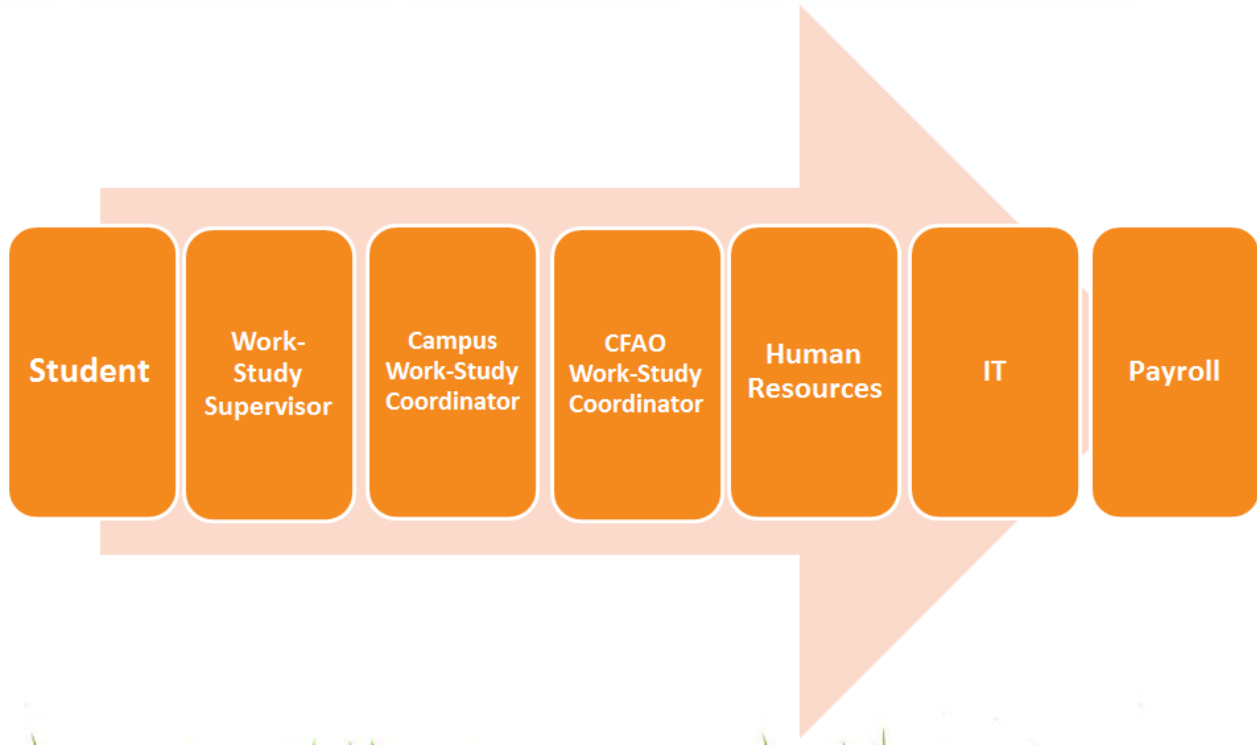 Student
Work-
Study
Supervisor
Campus
Work-Study
Coordinator
CFAO
Work-Study
Coordinator
Human
Resources
IT
Payroll